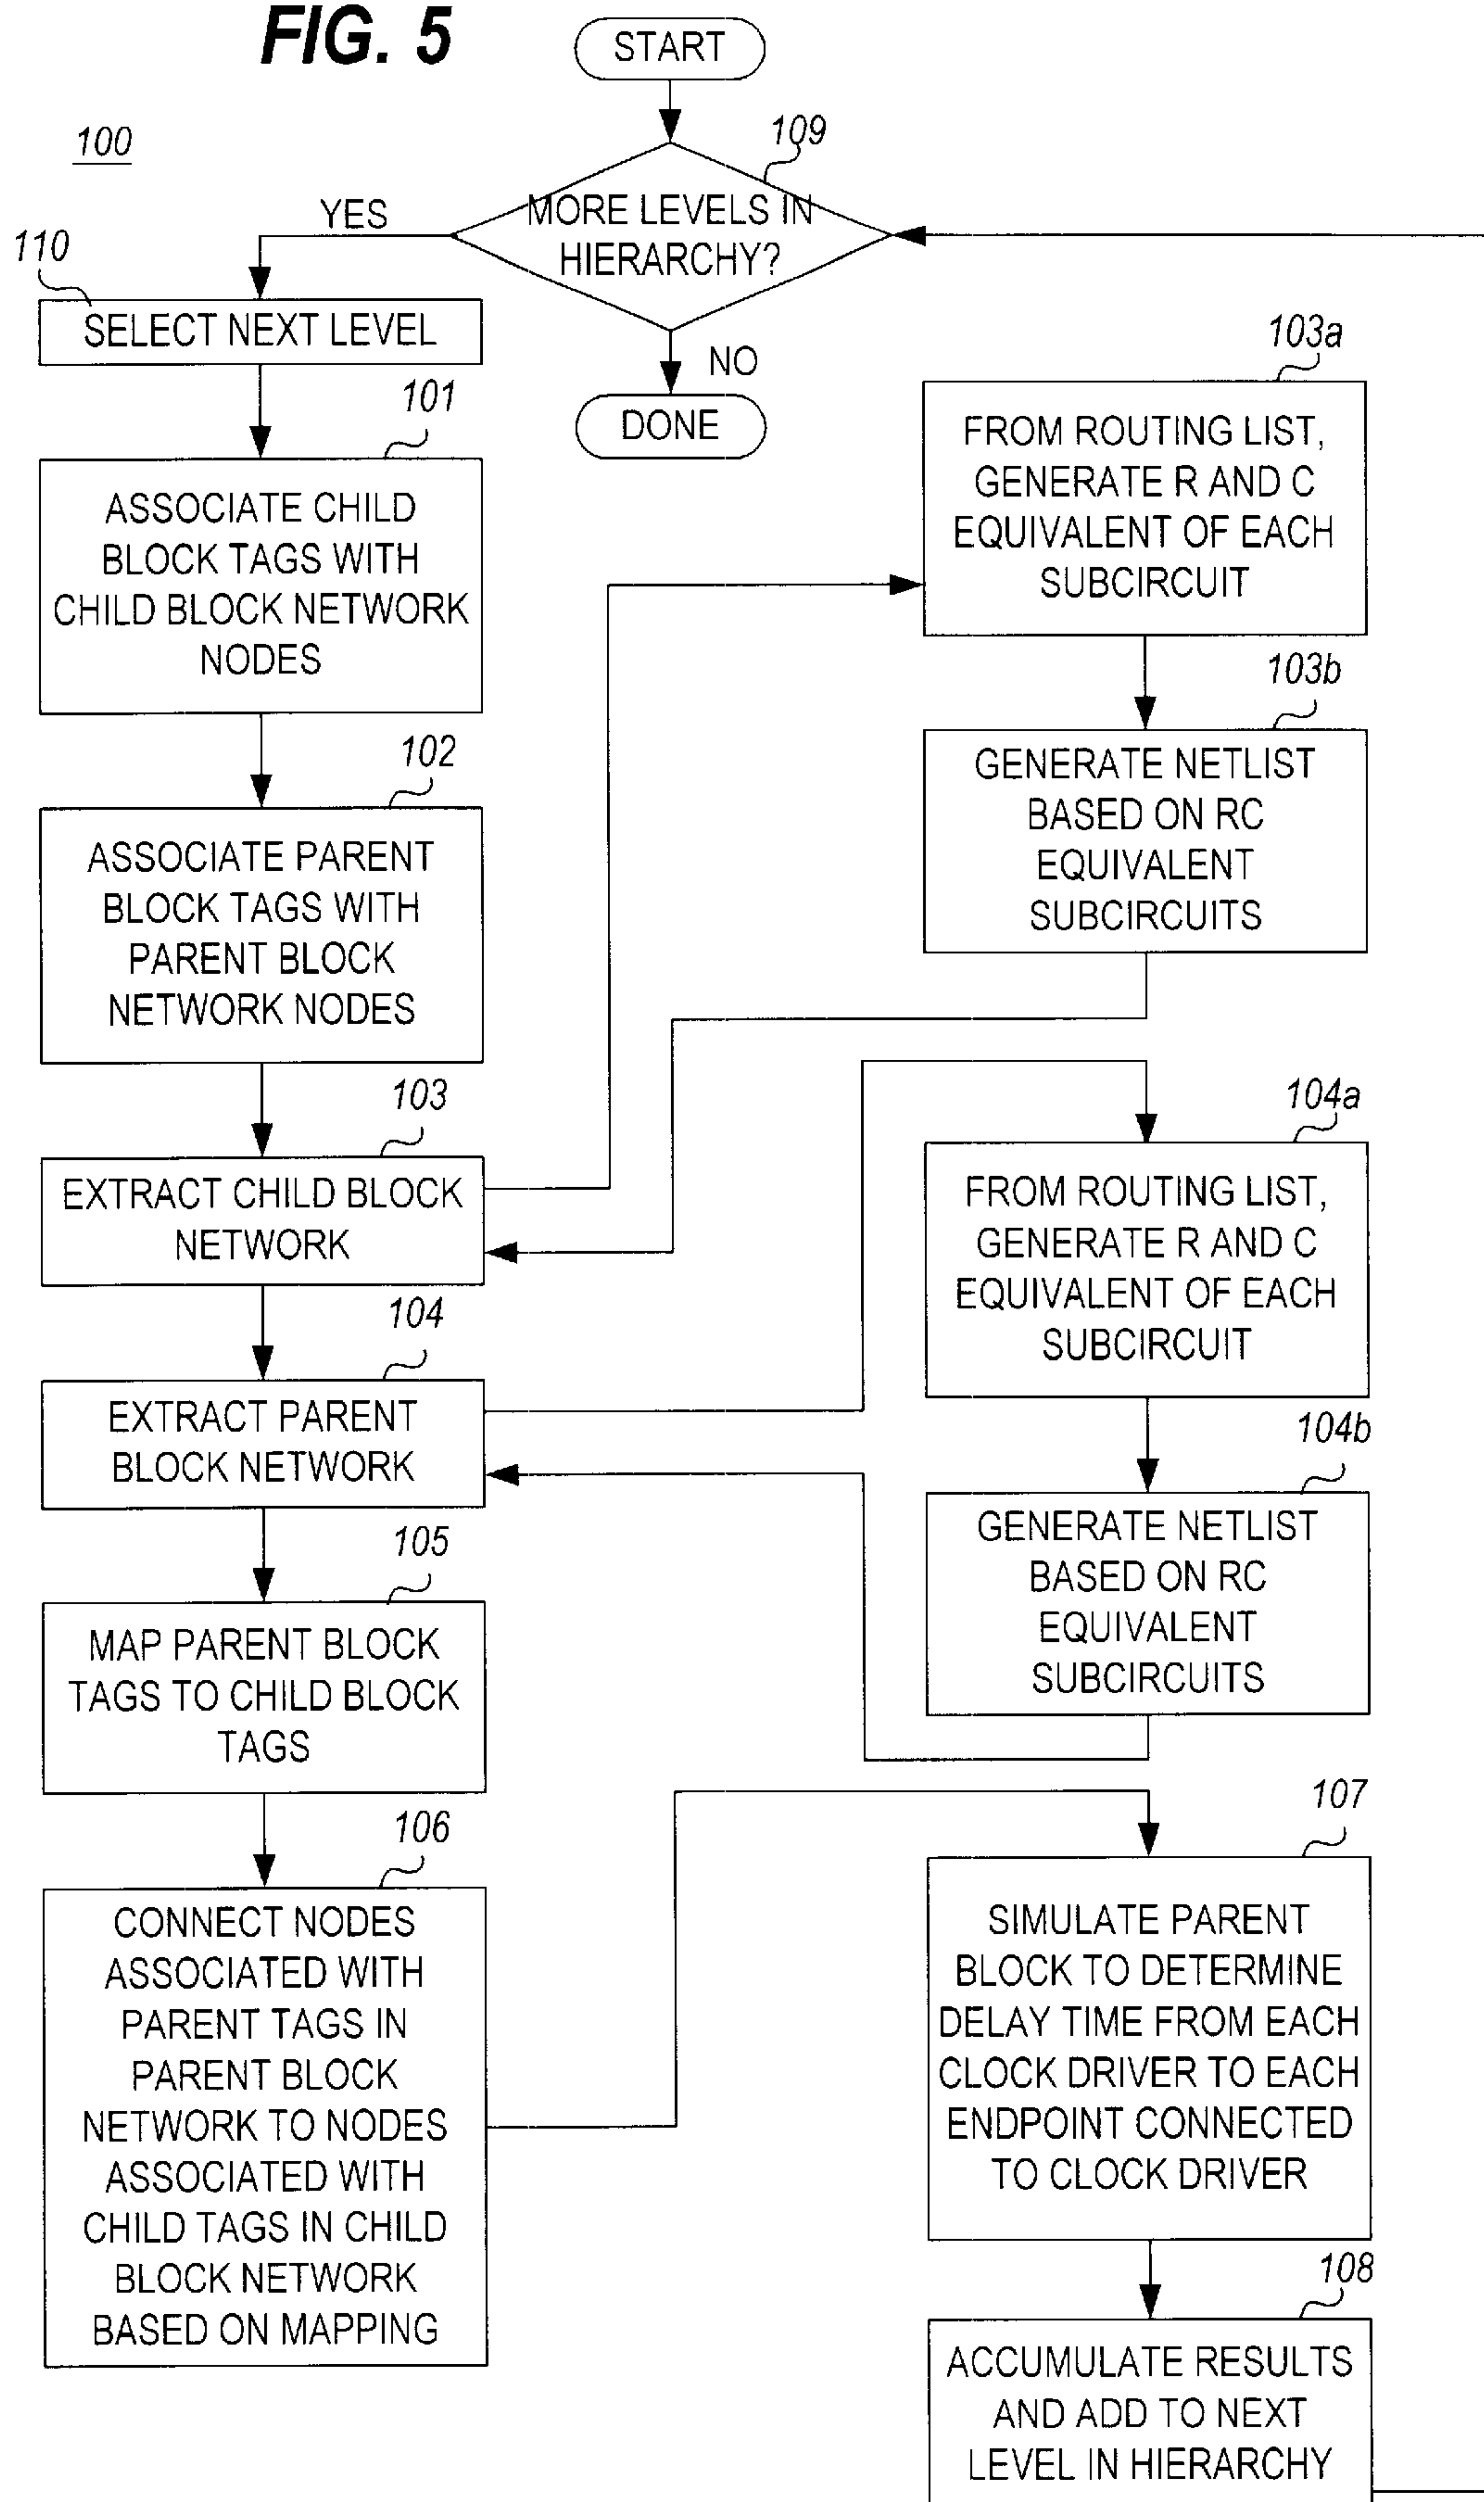 FIG. 5
START
100
109
MORE LEVELS IN
HIERARCHY?
YES
NO
DONE
110
SELECT NEXT LEVEL
101
ASSOCIATE CHILD
BLOCK TAGS WITH
CHILD BLOCK NETWORK
NODES
102
ASSOCIATE PARENT
BLOCK TAGS WITH
PARENT BLOCK
NETWORK NODES
103
EXTRACT CHILD BLOCK
NETWORK
103a
FROM ROUTING LIST,
GENERATE R AND C
EQUIVALENT OF EACH
SUBCIRCUIT
103b
GENERATE NETLIST
BASED ON RC
EQUIVALENT
SUBCIRCUITS
104
EXTRACT PARENT
BLOCK NETWORK
104a
FROM ROUTING LIST,
GENERATE R AND C
EQUIVALENT OF EACH
SUBCIRCUIT
104b
GENERATE NETLIST
BASED ON RC
EQUIVALENT
SUBCIRCUITS
105
MAP PARENT BLOCK
TAGS TO CHILD BLOCK
TAGS
106
CONNECT NODES
ASSOCIATED WITH
PARENT TAGS IN
PARENT BLOCK
NETWORK TO NODES
ASSOCIATED WITH
CHILD TAGS IN CHILD
BLOCK NETWORK
BASED ON MAPPING
107
SIMULATE PARENT
BLOCK TO DETERMINE
DELAY TIME FROM EACH
CLOCK DRIVER TO EACH
ENDPOINT CONNECTED
TO CLOCK DRIVER
108
ACCUMULATE RESULTS
AND ADD TO NEXT
LEVEL IN HIERARCHY